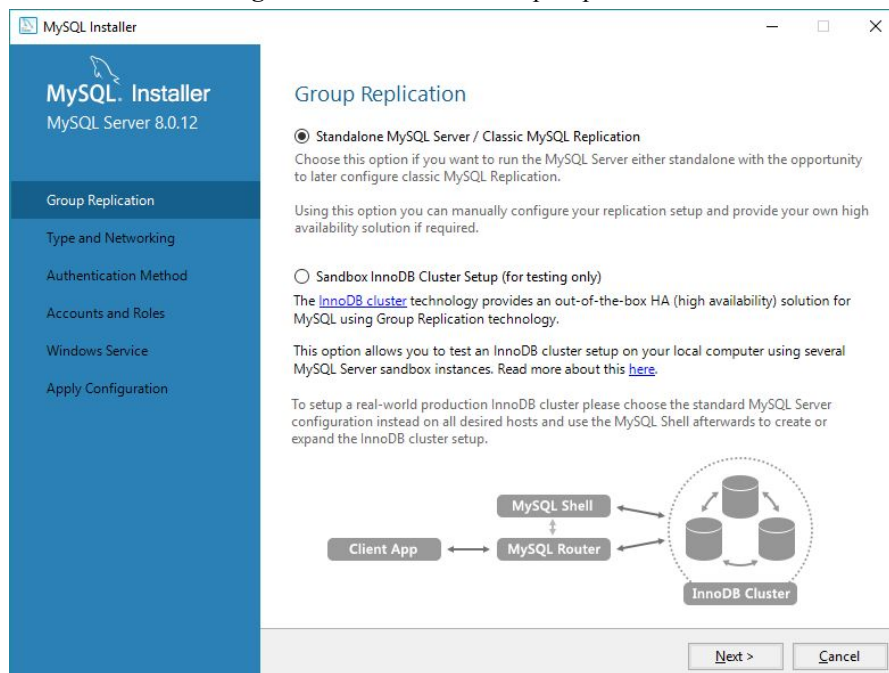 MySQL Installer
MySQL. Installer
MySQL Server 8.0.12
Group Replication
Type and Networking
Authentication Method
Accounts and Roles
Windows Service
Apply Configuration
Group Replication
Standalone MySQL Server / Classic MySQL Replication
Choose this option if you want to run the MySQL Server either standalone with the opportunity
to later configure classic MySQL Replication.
Using this option you can manually configure your replication setup and provide your own high
availability solution if required.
Sandbox InnoDB Cluster Setup (for testing only)
The InnoDB cluster technology provides an out-of-the-box HA (high availability) solution for
MySQL using Group Replication technology.
This option allows you to test an InnoDB cluster setup on your local computer using several
MySQL Server sandbox instances. Read more about this here.
To setup a real-world production InnoDB cluster please choose the standard MySQL Server
configuration instead on all desired hosts and use the MySQL Shell afterwards to create or
expand the InnoDB cluster setup.
MySQL Shell
Client App
MySQL Router
InnoDB Cluster
Next >
Cancel